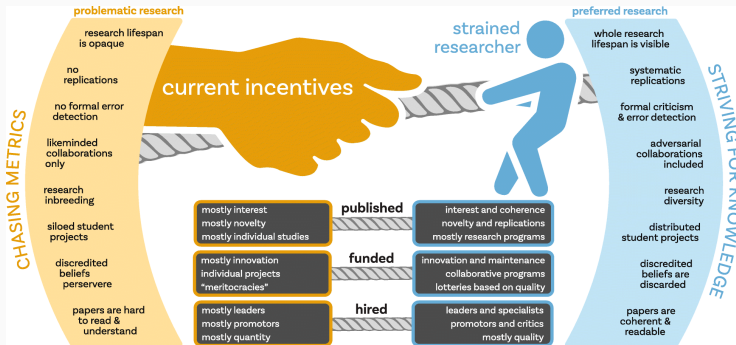 problematic research
research lifespan
is opaque
no
replications
no formal error
detection
likeminded
collaborations
only
research
inbreeding
siloed student
projects
discredited
beliefs
perservere
papers are hard
to read &
understand
CHASING METRICS
current incentives
strained
researcher
published
mostly interest
mostly novelty
mostly individual studies
interest and coherence
novelty and replications
mostly research programs
funded
mostly innovation
individual projects
“meritocracies”
innovation and maintenance
collaborative programs
lotteries based on quality
hired
mostly leaders
mostly promotors
mostly quantity
leaders and specialists
promotors and critics
mostly quality
preferred research
whole research
lifespan is visible
systematic
replications
formal criticism
& error detection
adversarial
collaborations
included
research
diversity
distributed
student projects
discredited
beliefs are
discarded
papers are
coherent &
readable
STRIVING FOR KNOWLEDGE